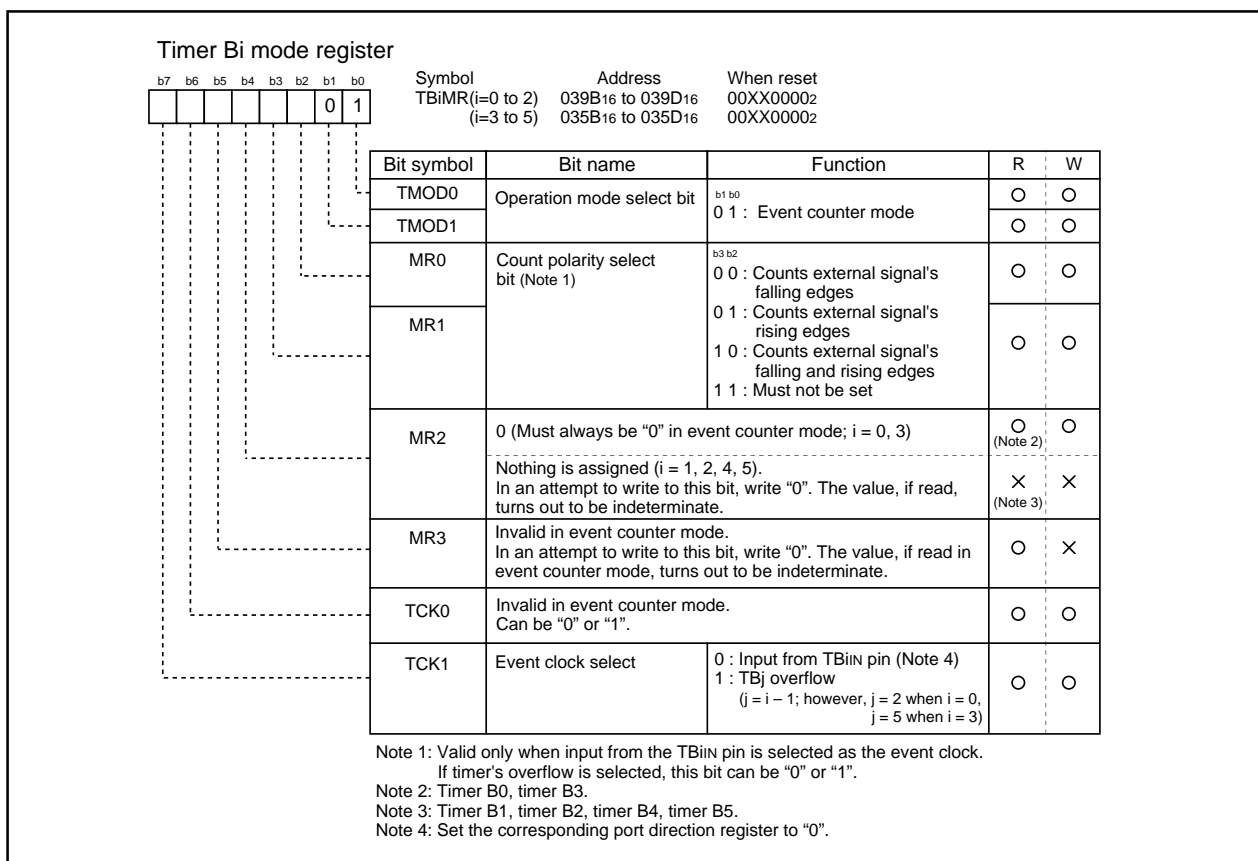 Timer Bi mode register
b7 b6 b5 b4 b3 b2 b1 b0
0 1
Symbol Address When reset
TBiMR(i=0 to 2) 039B16 to 039D16 00XX00002
(i=3 to 5) 035B16 to 035D16 00XX00002
Bit symbol Bit name Function R W
TMOD0 Operation mode select bit b1 b0
0 1 : Event counter mode
TMOD1
MR0 Count polarity select
bit (Note 1)
b3 b2
0 0 : Counts external signal's
falling edges
0 1 : Counts external signal's
rising edges
MR1
1 0 : Counts external signal's
falling and rising edges
1 1 : Must not be set
MR2 0 (Must always be “0” in event counter mode; i = 0, 3)
(Note 2)
Nothing is assigned (i = 1, 2, 4, 5).
In an attempt to write to this bit, write “0”. The value, if read,
turns out to be indeterminate.
(Note 3)
MR3 Invalid in event counter mode.
In an attempt to write to this bit, write “0”. The value, if read in
event counter mode, turns out to be indeterminate.
TCK0 Invalid in event counter mode.
Can be “0” or “1”.
TCK1 Event clock select 0 : Input from TBiIN pin (Note 4)
1 : TBj overflow
(j = i – 1; however, j = 2 when i = 0,
j = 5 when i = 3)
Note 1: Valid only when input from the TBiIN pin is selected as the event clock.
If timer's overflow is selected, this bit can be “0” or “1”.
Note 2: Timer B0, timer B3.
Note 3: Timer B1, timer B2, timer B4, timer B5.
Note 4: Set the corresponding port direction register to “0”.